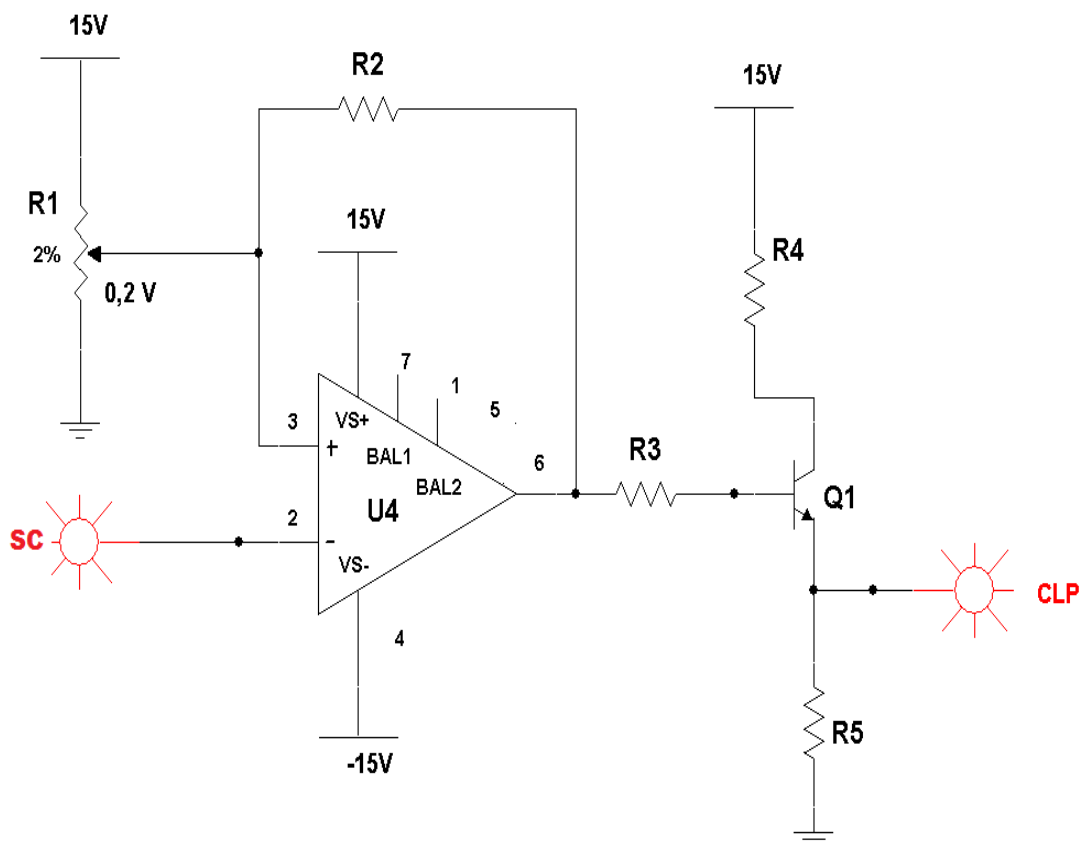 15V
R2
15V
R1
15V
2%
0,2 V
R4
7
1
5
3
VS+
+
BAL1
6
R3
BAL2
Q1
U4
2
SC
-
VS-
CLP
4
R5
-15V